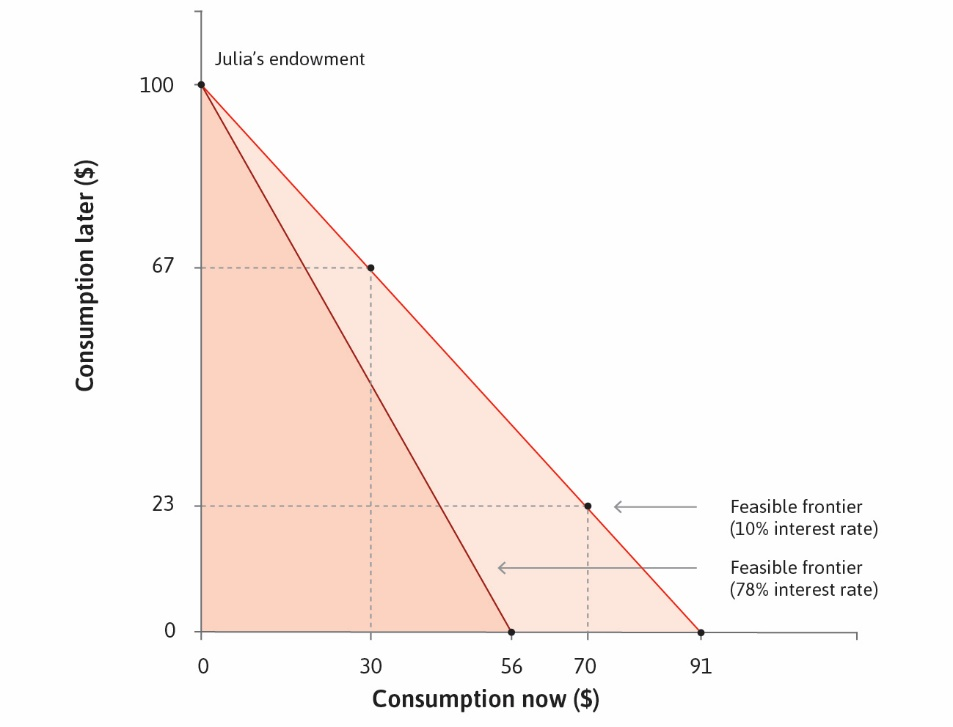 Julia's endowment
100
67
23
0
Consumption later ($)
Feasible frontier
(10% interest rate)
Feasible frontier
(78% interest rate)
0
30
56
70
91
Consumption now ($)